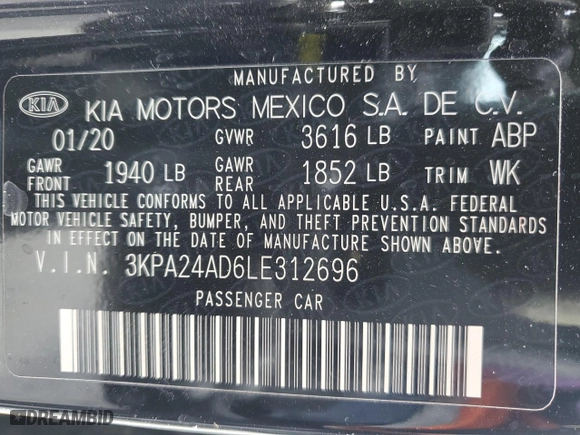 MANUFACTURED BY
KIA KIA MOTORS MEXICO S.A. DE C.V.
01/20 GVWR 3616 LB PAINT ABP
GAWR FRONT 1940 LB GAWR REAR 1852 LB TRIM WK
THIS VEHICLE CONFORMS TO ALL APPLICABLE U.S.A. FEDERAL
MOTOR VEHICLE SAFETY, BUMPER, AND THEFT PREVENTION STANDARDS
IN EFFECT ON THE DATE OF MANUFACTURE SHOWN ABOVE.
V.I.N. 3KPA24AD6LE312696
PASSENGER CAR
DREAMBID